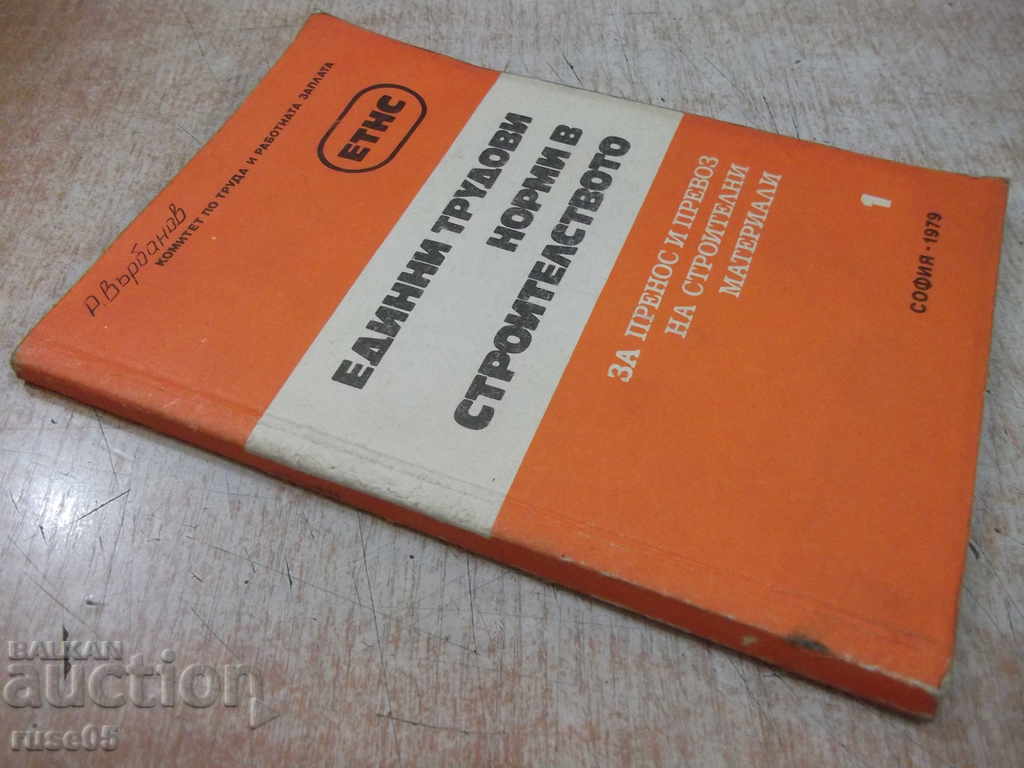 Р. Върбанов
КОМИТЕТ ПО ТРУДА И РАБОТНАТА ЗАПЛАТА
ЕТНС
ЕДИННИ ТРУДОВИ
НОРМИ В
СТРОИТЕЛСТВОТО
ЗА ПРЕНОС И ПРЕВОЗ
НА СТРОИТЕЛНИ
МАТЕРИАЛИ
1
СОФИЯ - 1979
BALKAN
auction
ruse05